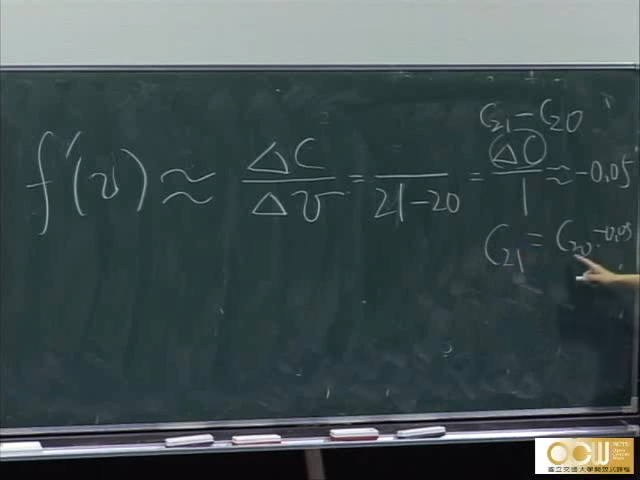 C₂₁ - C₂₀
f'(v) ≈ ΔC/Δv = /21-20 = ΔC/1 ≈ -0.05
C₂₁ = C₂₀ -0.05
OCW
國立交通大學開放式課程